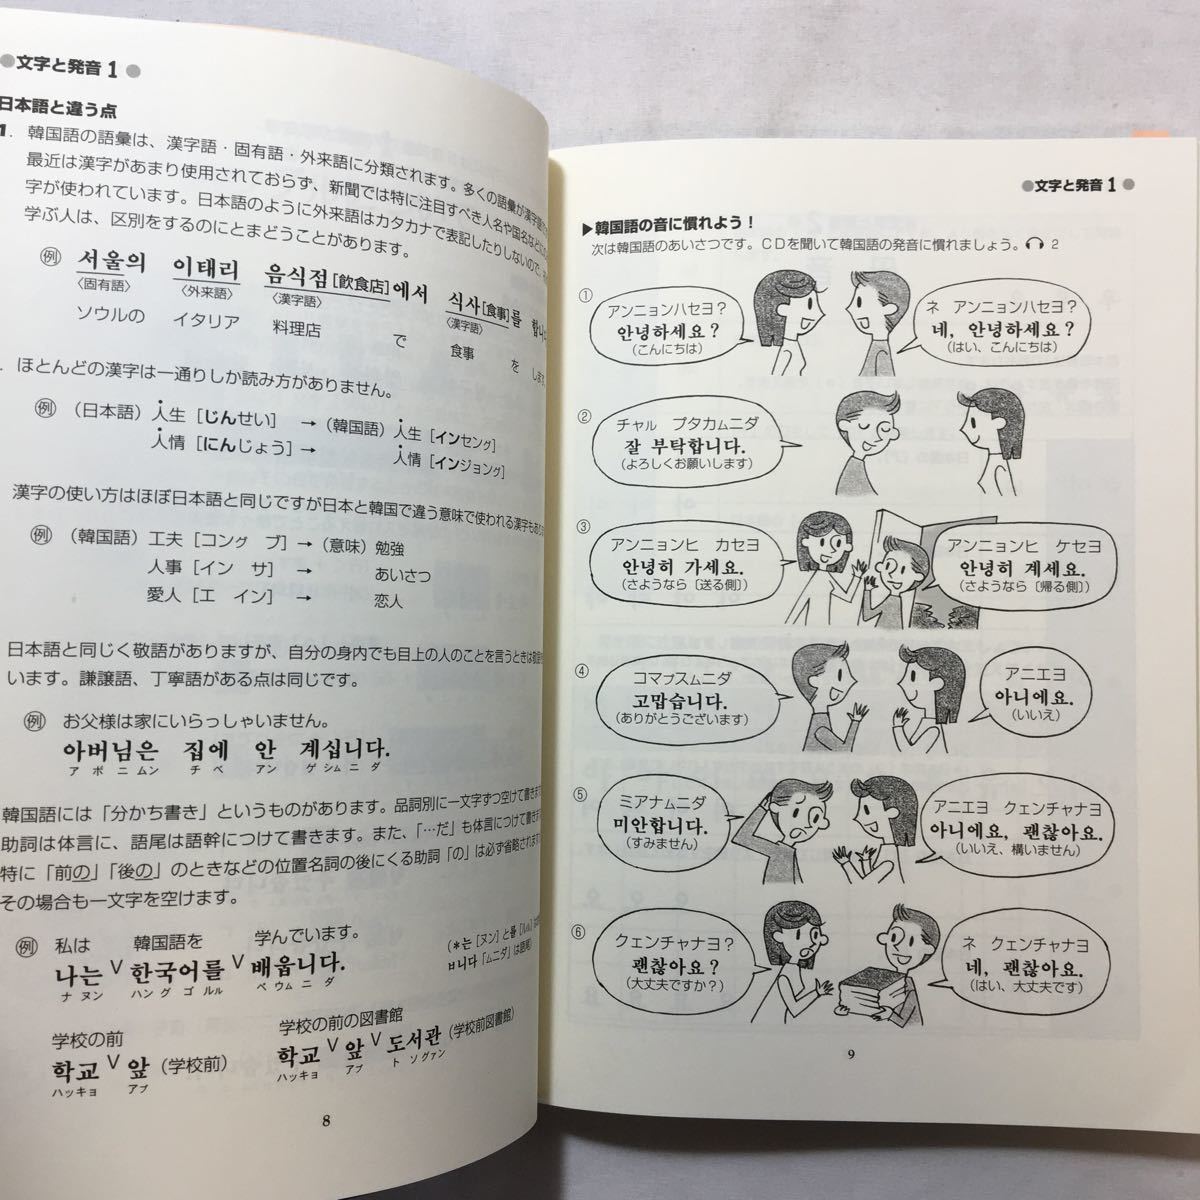 ●文字と発音 1 ●
日本語と違う点
1. 韓国語の語彙は、漢字語・固有語・外来語に分類されます。多くの語彙が漢字語
最近は漢字があまり使用されておらず、新聞では特に注目すべき人名や国名など
字が使われています。日本語のように外来語はカタカナで表記したりしないので、
学ぶ人は、区別をするのにとまどうことがあります。
例 서울의 이태리 음식점[飲食店]에서 식사[食事]를 합니다
〈固有語〉 〈外来語〉 〈漢字語〉 〈漢字語〉
ソウルの イタリア 料理店 で 食事 を します
. ほとんどの漢字は一通りしか読み方がありません。
例 (日本語) 人生 [じんせい] → (韓国語) 人生 [インセング]
人情 [にんじょう] → 人情 [インジョング]
漢字の使い方はほぼ日本語と同じですが日本と韓国で違う意味で使われる漢字も
例 (韓国語) 工夫 [コング ブ] → (意味) 勉強
人事 [イン サ] → あいさつ
愛人 [エ イン] → 恋人
日本語と同じく敬語がありますが、自分の身内でも目上の人のことを言うときは敬語
います。謙譲語、丁寧語がある点は同じです。
例 お父様は家にいらっしゃいません。
아버님은 집에 안 계십니다.
ア ボ ニ ムン チ ベ アン ゲ シム ニ ダ
韓国語には「分かち書き」というものがあります。品詞別に一文字ずつ空けて書きま
助詞は体言に、語尾は語幹につけて書きます。また、「…だ」も体言につけて書きま
特に「前の」「後の」のときなどの位置名詞の後にくる助詞「の」は必ず省略されます
その場合も一文字を空けます。
例 私は 韓国語を 学んでいます。
나는 ∨ 한국어를 ∨ 배웁니다.
ナ ヌン ハン グ ゴ ルル ペ ウム ニ ダ
(＊는 [ヌン] と를 [ルル] は
ㅂ니다「ムニダ」は語尾)
学校の前
학교 ∨ 앞 (学校前)
ハッキョ アプ
学校の前の図書館
학교 ∨ 앞 ∨ 도서관 (学校前図書館)
ハッキョ アプ ト ソ グァン
8
●文字と発音 1 ●
▶韓国語の音に慣れよう！
次は韓国語のあいさつです。CDを聞いて韓国語の発音に慣れましょう。 2
①
アンニョンハセヨ？
안녕하세요？
(こんにちは)
ネ アンニョンハセヨ？
네, 안녕하세요？
(はい、こんにちは)
②
チャル プタカムニダ
잘 부탁합니다.
(よろしくお願いします)
③
アンニョンヒ カセヨ
안녕히 가세요.
(さようなら〔送る側〕)
アンニョンヒ ケセヨ
안녕히 계세요.
(さようなら〔帰る側〕)
④
コマプスムニダ
고맙습니다.
(ありがとうございます)
アニエヨ
아니에요.
(いいえ)
⑤
ミアナムニダ
미안합니다.
(すみません)
アニエヨ クェンチャナヨ
아니에요, 괜찮아요.
(いいえ、構いません)
⑥
クェンチャナヨ？
괜찮아요？
(大丈夫ですか？)
ネ クェンチャナヨ
네, 괜찮아요.
(はい、大丈夫です)
9